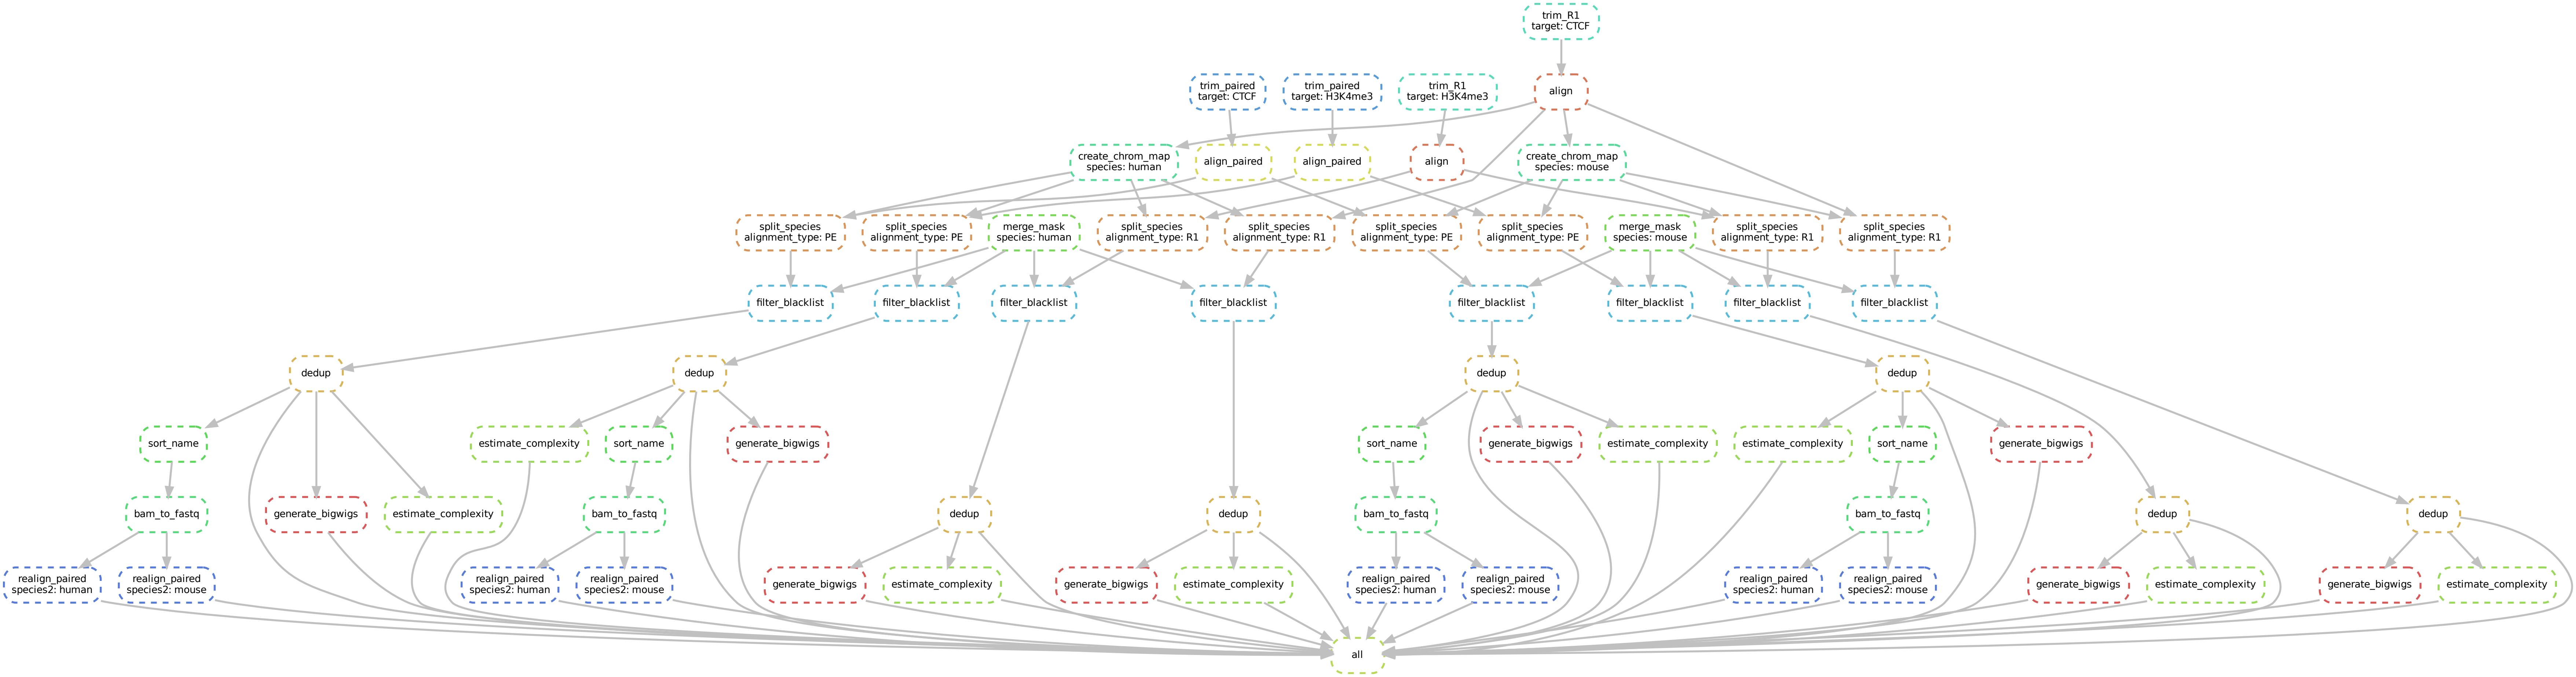 trim_R1
target: CTCF
trim_paired
target: CTCF
trim_paired
target: H3K4me3
trim_R1
target: H3K4me3
align
create_chrom_map
species: human
align_paired
align_paired
align
create_chrom_map
species: mouse
split_species
alignment_type: PE
split_species
alignment_type: PE
merge_mask
species: human
split_species
alignment_type: R1
split_species
alignment_type: R1
split_species
alignment_type: PE
split_species
alignment_type: PE
merge_mask
species: mouse
split_species
alignment_type: R1
split_species
alignment_type: R1
filter_blacklist
filter_blacklist
filter_blacklist
filter_blacklist
filter_blacklist
filter_blacklist
filter_blacklist
filter_blacklist
dedup
dedup
dedup
dedup
sort_name
estimate_complexity
sort_name
generate_bigwigs
sort_name
generate_bigwigs
estimate_complexity
estimate_complexity
sort_name
generate_bigwigs
bam_to_fastq
generate_bigwigs
estimate_complexity
bam_to_fastq
dedup
dedup
bam_to_fastq
bam_to_fastq
dedup
dedup
realign_paired
species2: human
realign_paired
species2: mouse
realign_paired
species2: human
realign_paired
species2: mouse
generate_bigwigs
estimate_complexity
generate_bigwigs
estimate_complexity
realign_paired
species2: human
realign_paired
species2: mouse
realign_paired
species2: human
realign_paired
species2: mouse
generate_bigwigs
estimate_complexity
generate_bigwigs
estimate_complexity
all